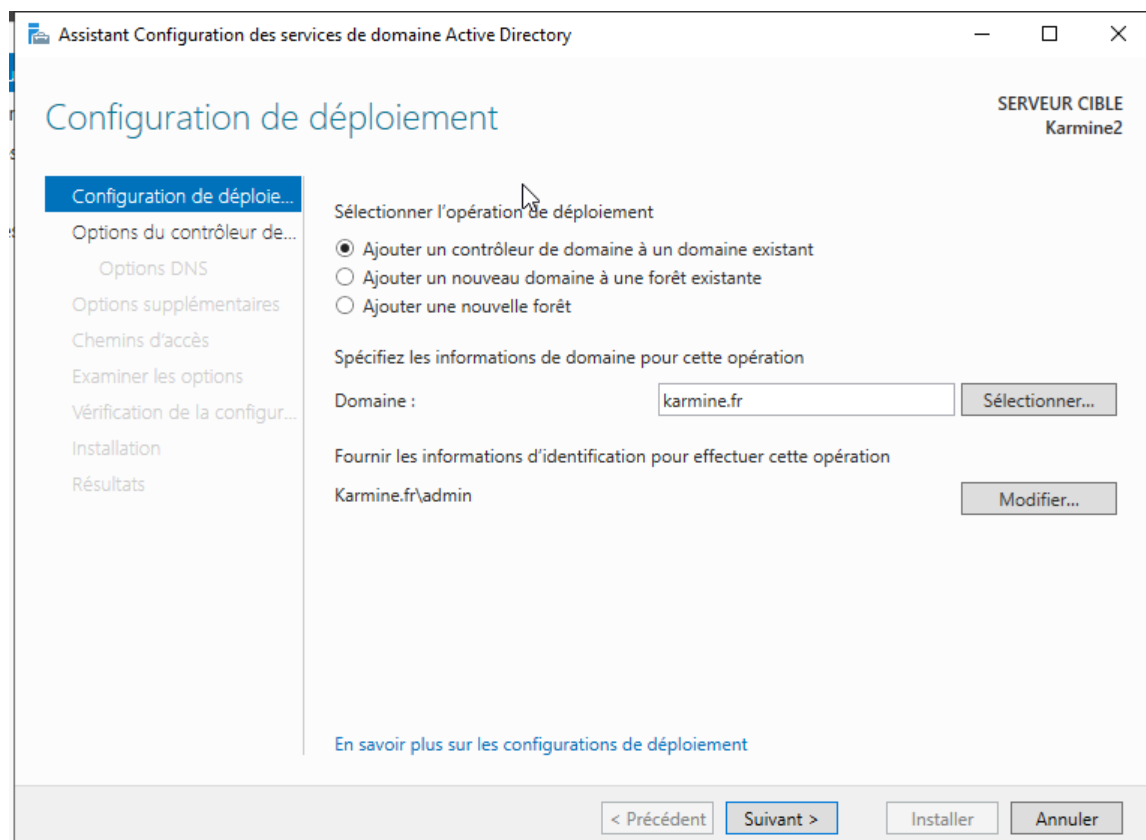 Assistant Configuration des services de domaine Active Directory
Configuration de déploiement
SERVEUR CIBLE
Karmine2
Configuration de déploie...
Options du contrôleur de...
Options DNS
Options supplémentaires
Chemins d'accès
Examiner les options
Vérification de la configur...
Installation
Résultats
Sélectionner l'opération de déploiement
Ajouter un contrôleur de domaine à un domaine existant
Ajouter un nouveau domaine à une forêt existante
Ajouter une nouvelle forêt
Spécifiez les informations de domaine pour cette opération
Domaine : karmine.fr Sélectionner...
Fournir les informations d'identification pour effectuer cette opération
Karmine.fr\admin Modifier...
En savoir plus sur les configurations de déploiement
< Précédent Suivant > Installer Annuler